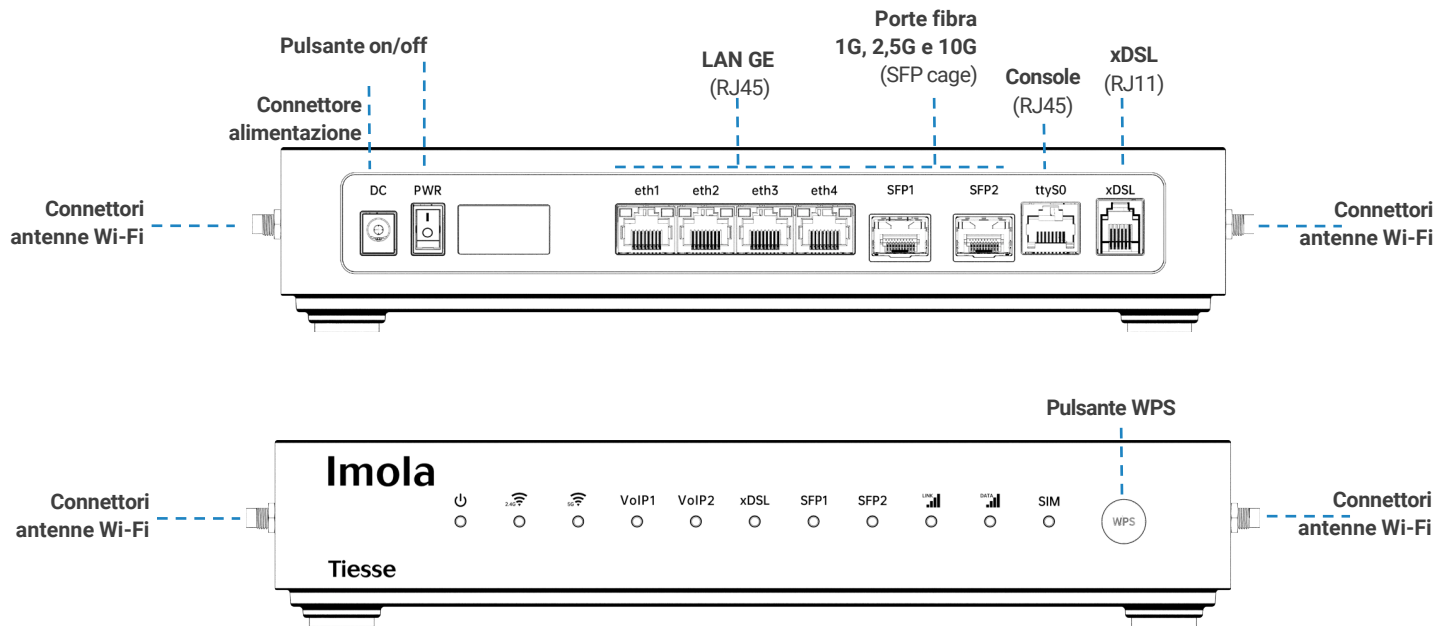 Porte fibra
1G, 2,5G e 10G
(SFP cage)
Pulsante on/off
LAN GE
(RJ45)
xDSL
(RJ11)
Console
(RJ45)
Connettore
alimentazione
DC
PWR
eth1
eth2
eth3
eth4
SFP1
SFP2
ttyS0
xDSL
Connettori
antenne Wi-Fi
Connettori
antenne Wi-Fi
Pulsante WPS
Imola
2.4G
5G
VoIP1
VoIP2
xDSL
SFP1
SFP2
LINK
DATA
SIM
WPS
Connettori
antenne Wi-Fi
Connettori
antenne Wi-Fi
Tiesse